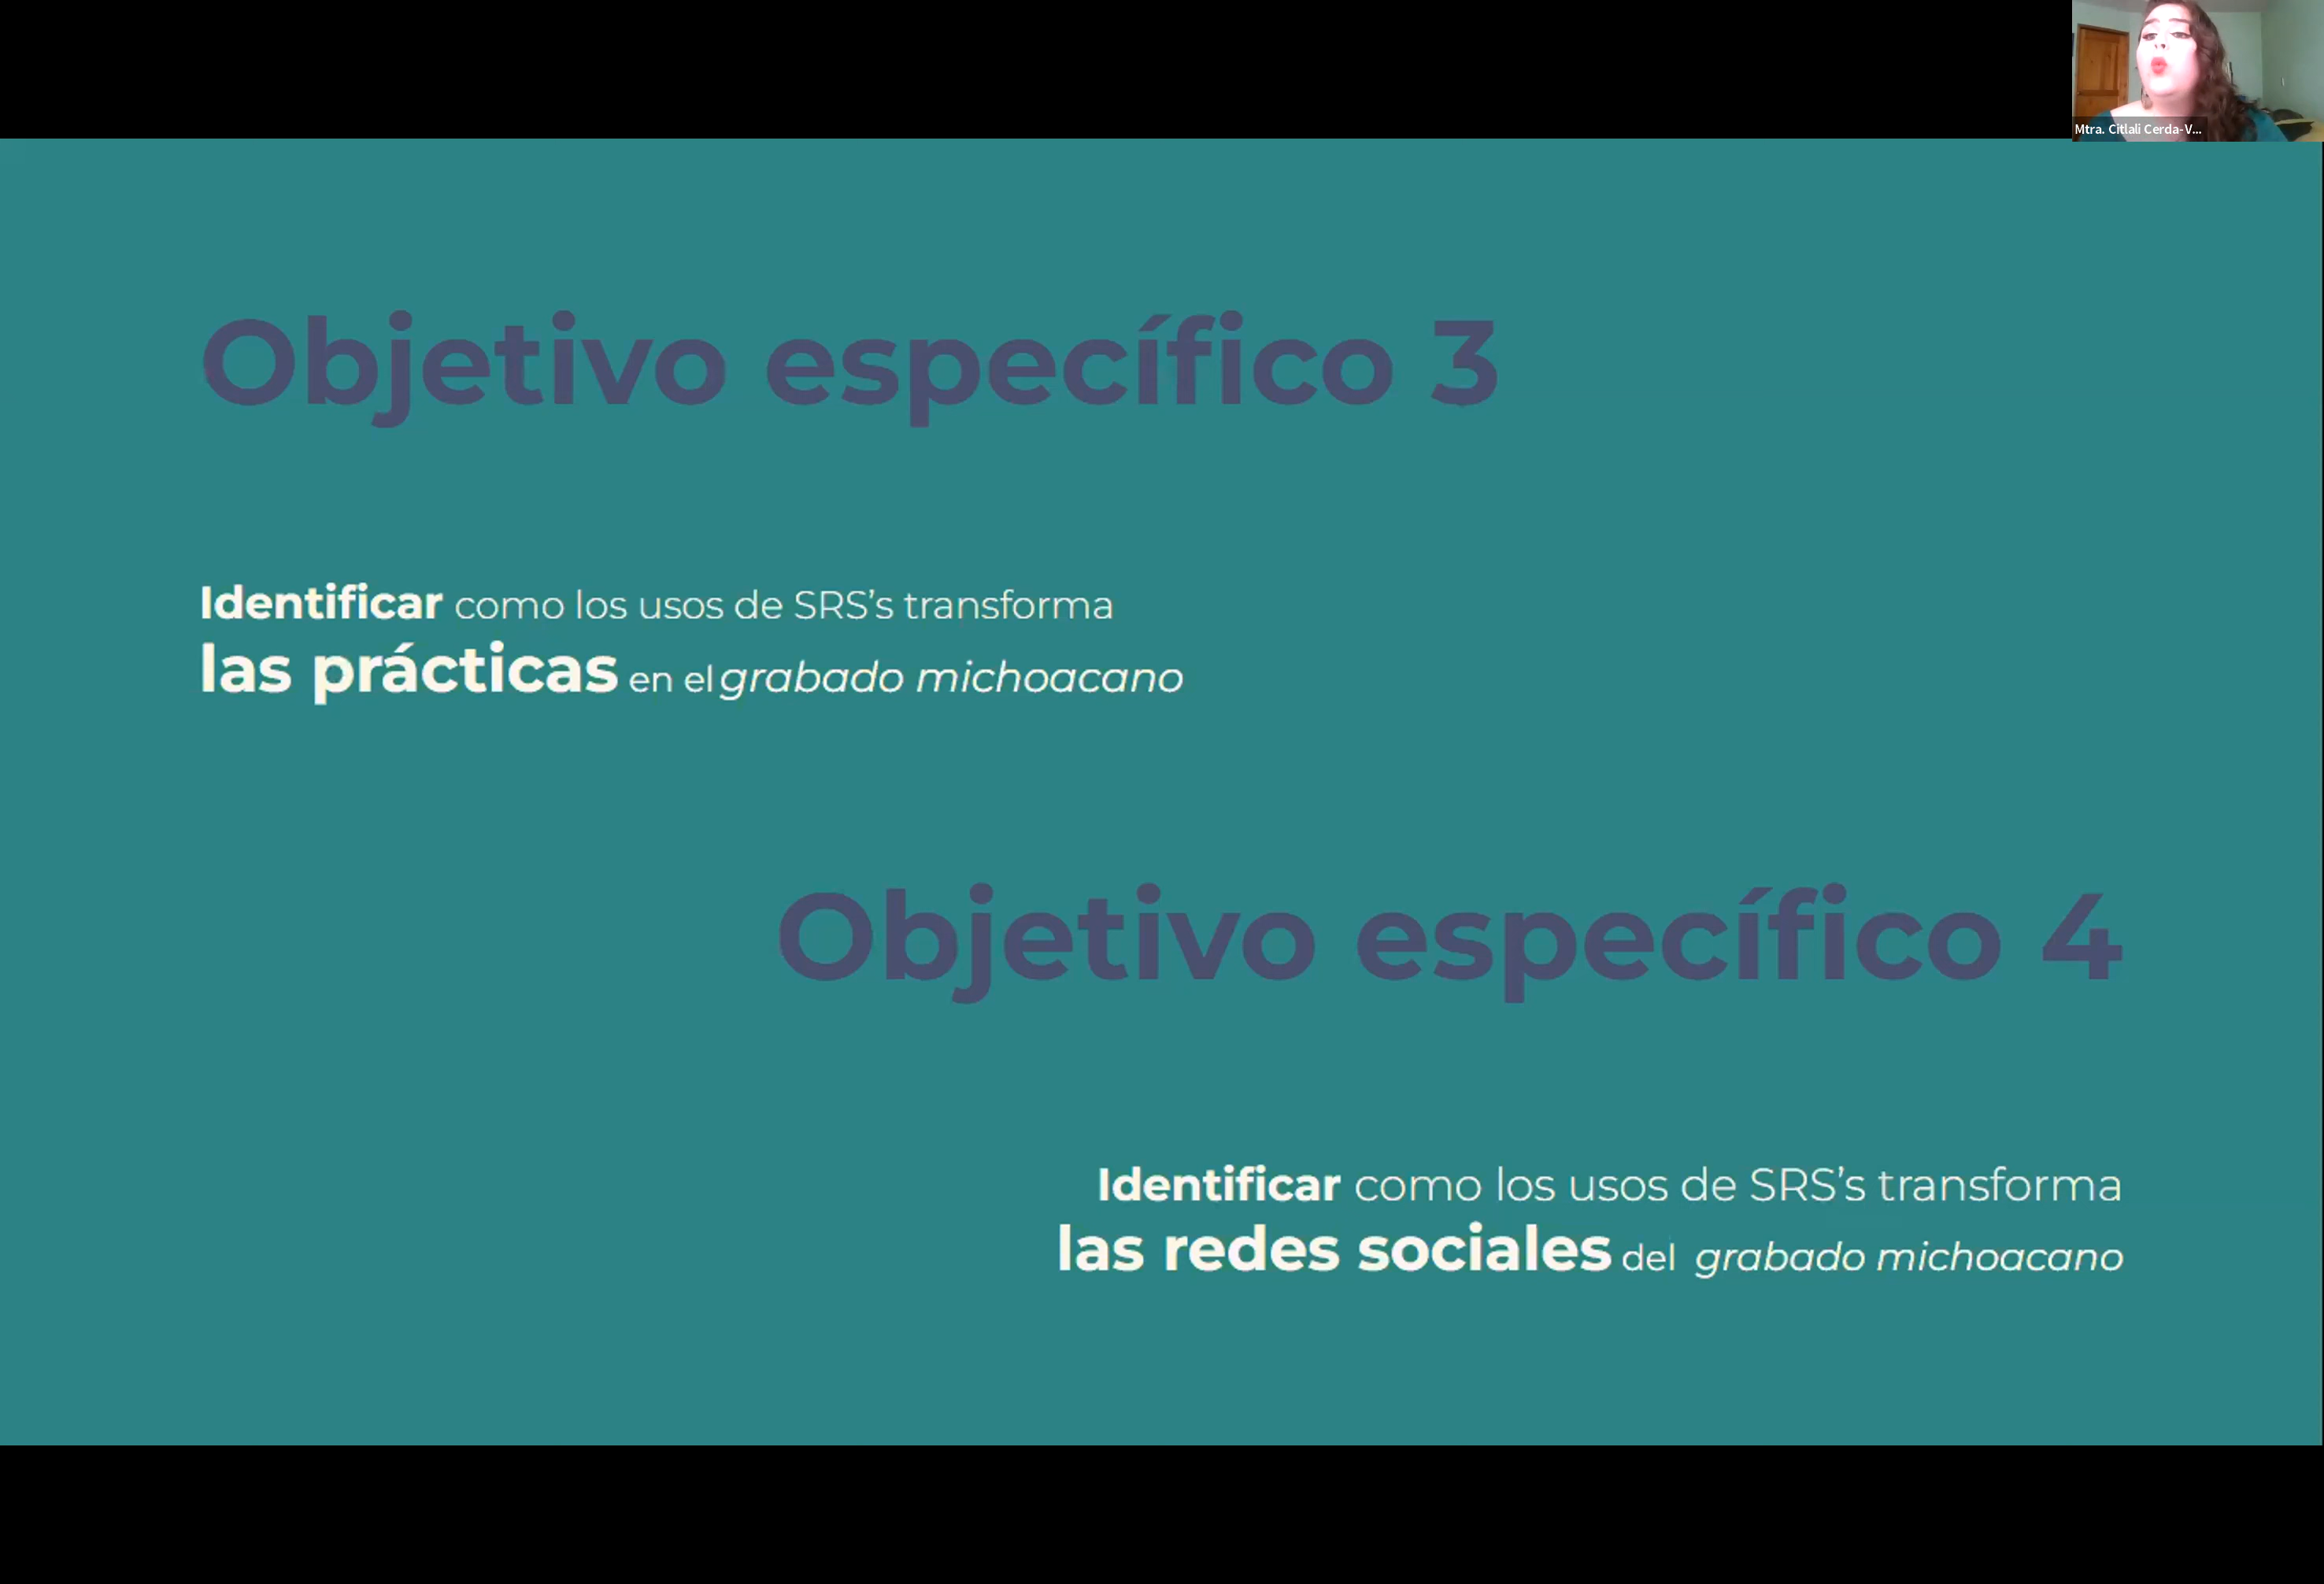 Mtra. Citlali Cerda-V...
Objetivo específico 3
Identificar como los usos de SRS’s transforma
las prácticas en el grabado michoacano
Objetivo específico 4
Identificar como los usos de SRS’s transforma
las redes sociales del grabado michoacano